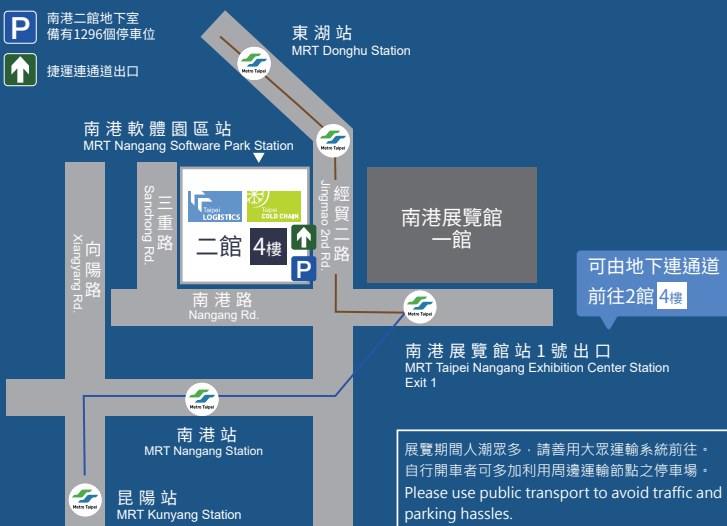 P
南港二館地下室
備有1296個停車位
捷運連通道出口
東湖站
MRT Donghu Station
Metro Taipei
南港軟體園區站
MRT Nangang Software Park Station
Metro Taipei
向陽路
Xiangyang Rd.
三重路
Sanchong Rd.
Taipei
LOGISTICS
Taipei
COLD CHAIN
二館 4樓
P
經貿二路
Jingmao 2nd Rd.
南港展覽館
一館
可由地下連通道
前往2館 4樓
南港路
Nangang Rd.
Metro Taipei
南港展覽館站1號出口
MRT Taipei Nangang Exhibition Center Station
Exit 1
Metro Taipei
南港站
MRT Nangang Station
Metro Taipei
昆陽站
MRT Kunyang Station
展覽期間人潮眾多，請善用大眾運輸系統前往。
自行開車者可多加利用周邊運輸節點之停車場。
Please use public transport to avoid traffic and
parking hassles.